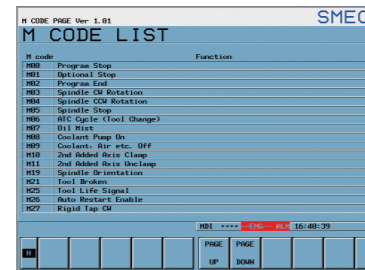 M CODE PAGE Ver 1.01
SMEC
M CODE LIST
M code Function
M00 Program Stop
M01 Optional Stop
M02 Program End
M03 Spindle CW Rotation
M04 Spindle CCW Rotation
M05 Spindle Stop
M06 ATC Cycle (Tool Change)
M07 Oil Mist
M08 Coolant Pump On
M09 Coolant, Air etc. Off
M10 2nd Added Axis Clamp
M11 2nd Added Axis Unclamp
M19 Spindle Orientation
M21 Tool Broken
M25 Tool Life Signal
M26 Auto Restart Enable
M27 Rigid Tap CW
MDI **** --EMG-- ALM 16:40:39
M
PAGE UP
PAGE DOWN